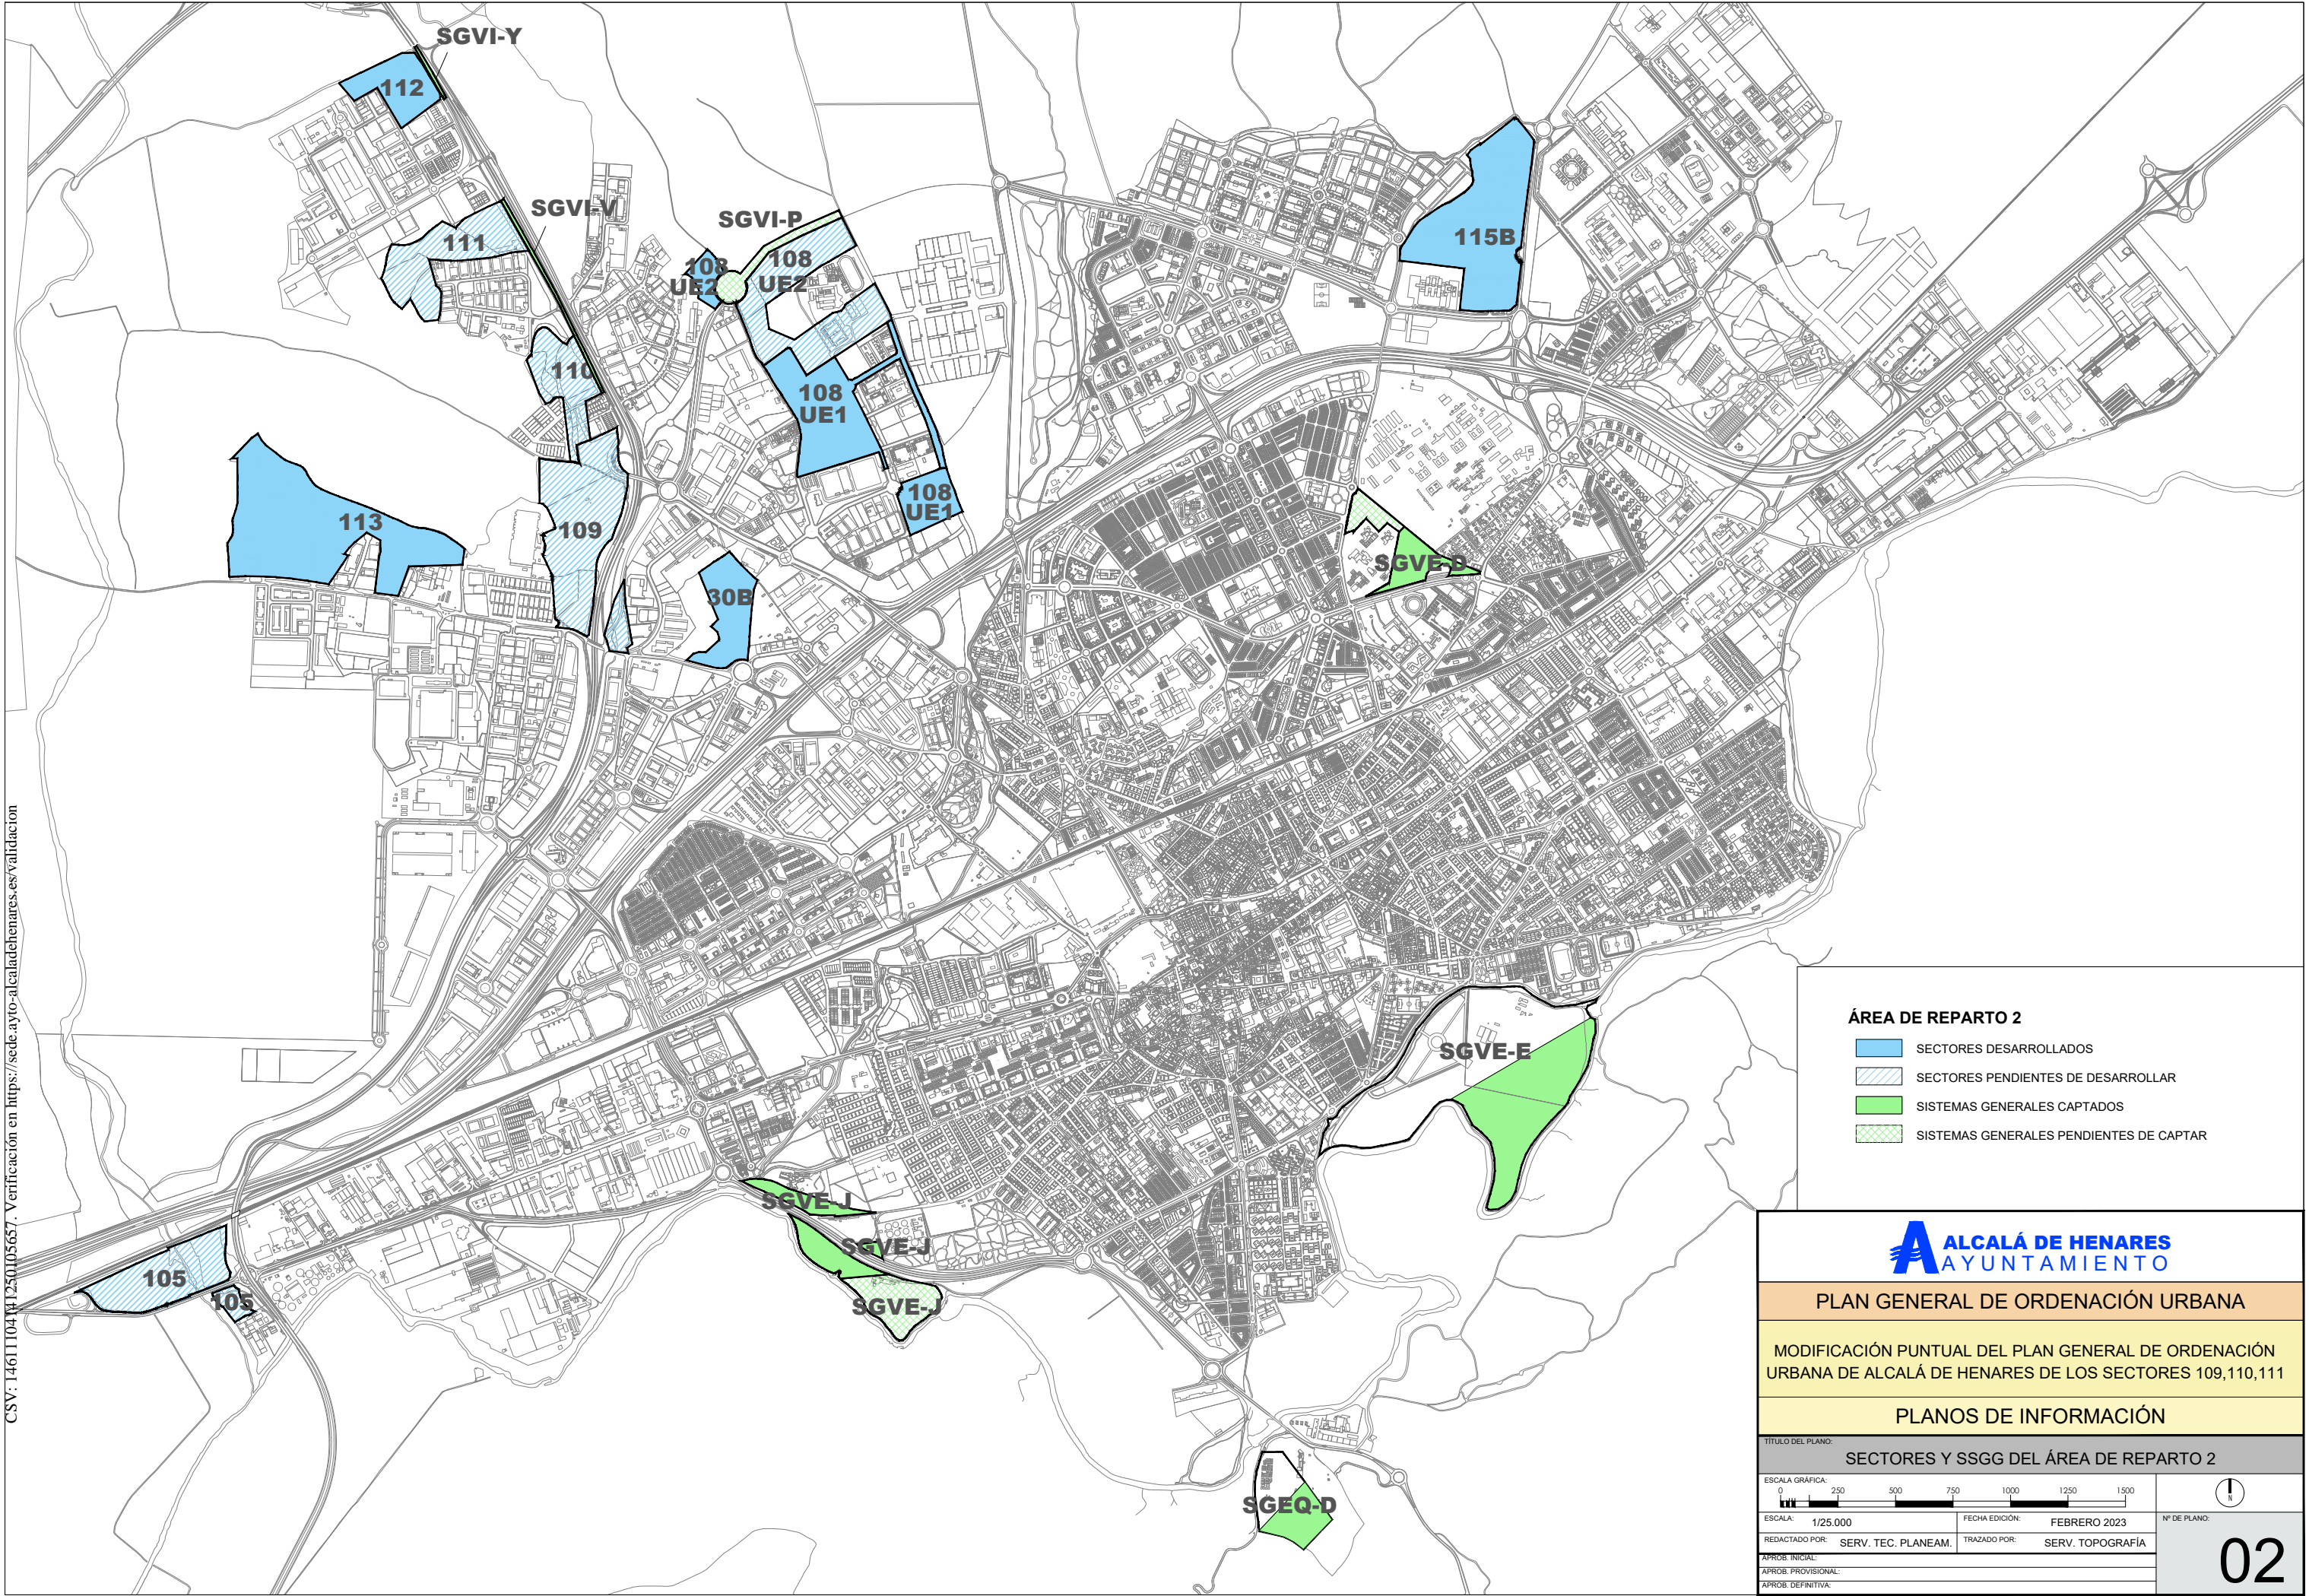 SGVI-Y
112
SGVI-V
SGVI-P
111
108
UE2
108
UE2
115B
110
108
UE1
108
UE1
113
109
SGVE-D
30B
SGVE-E
SGVE-J
SGVE-J
SGVE-J
105
105
SGEQ-D
CSV: 14611104141250105657. Verificación en https://sede.ayto-alcaladehenares.es/validacion
ÁREA DE REPARTO 2
SECTORES DESARROLLADOS
SECTORES PENDIENTES DE DESARROLLAR
SISTEMAS GENERALES CAPTADOS
SISTEMAS GENERALES PENDIENTES DE CAPTAR
ALCALÁ DE HENARES
AYUNTAMIENTO
PLAN GENERAL DE ORDENACIÓN URBANA
MODIFICACIÓN PUNTUAL DEL PLAN GENERAL DE ORDENACIÓN
URBANA DE ALCALÁ DE HENARES DE LOS SECTORES 109,110,111
PLANOS DE INFORMACIÓN
TÍTULO DEL PLANO:
SECTORES Y SSGG DEL ÁREA DE REPARTO 2
ESCALA GRÁFICA:
0 250 500 750 1000 1250 1500
N
ESCALA: 1/25.000 FECHA EDICIÓN: FEBRERO 2023 Nº DE PLANO:
REDACTADO POR: SERV. TEC. PLANEAM. TRAZADO POR: SERV. TOPOGRAFÍA
02
APROB. INICIAL:
APROB. PROVISIONAL:
APROB. DEFINITIVA: